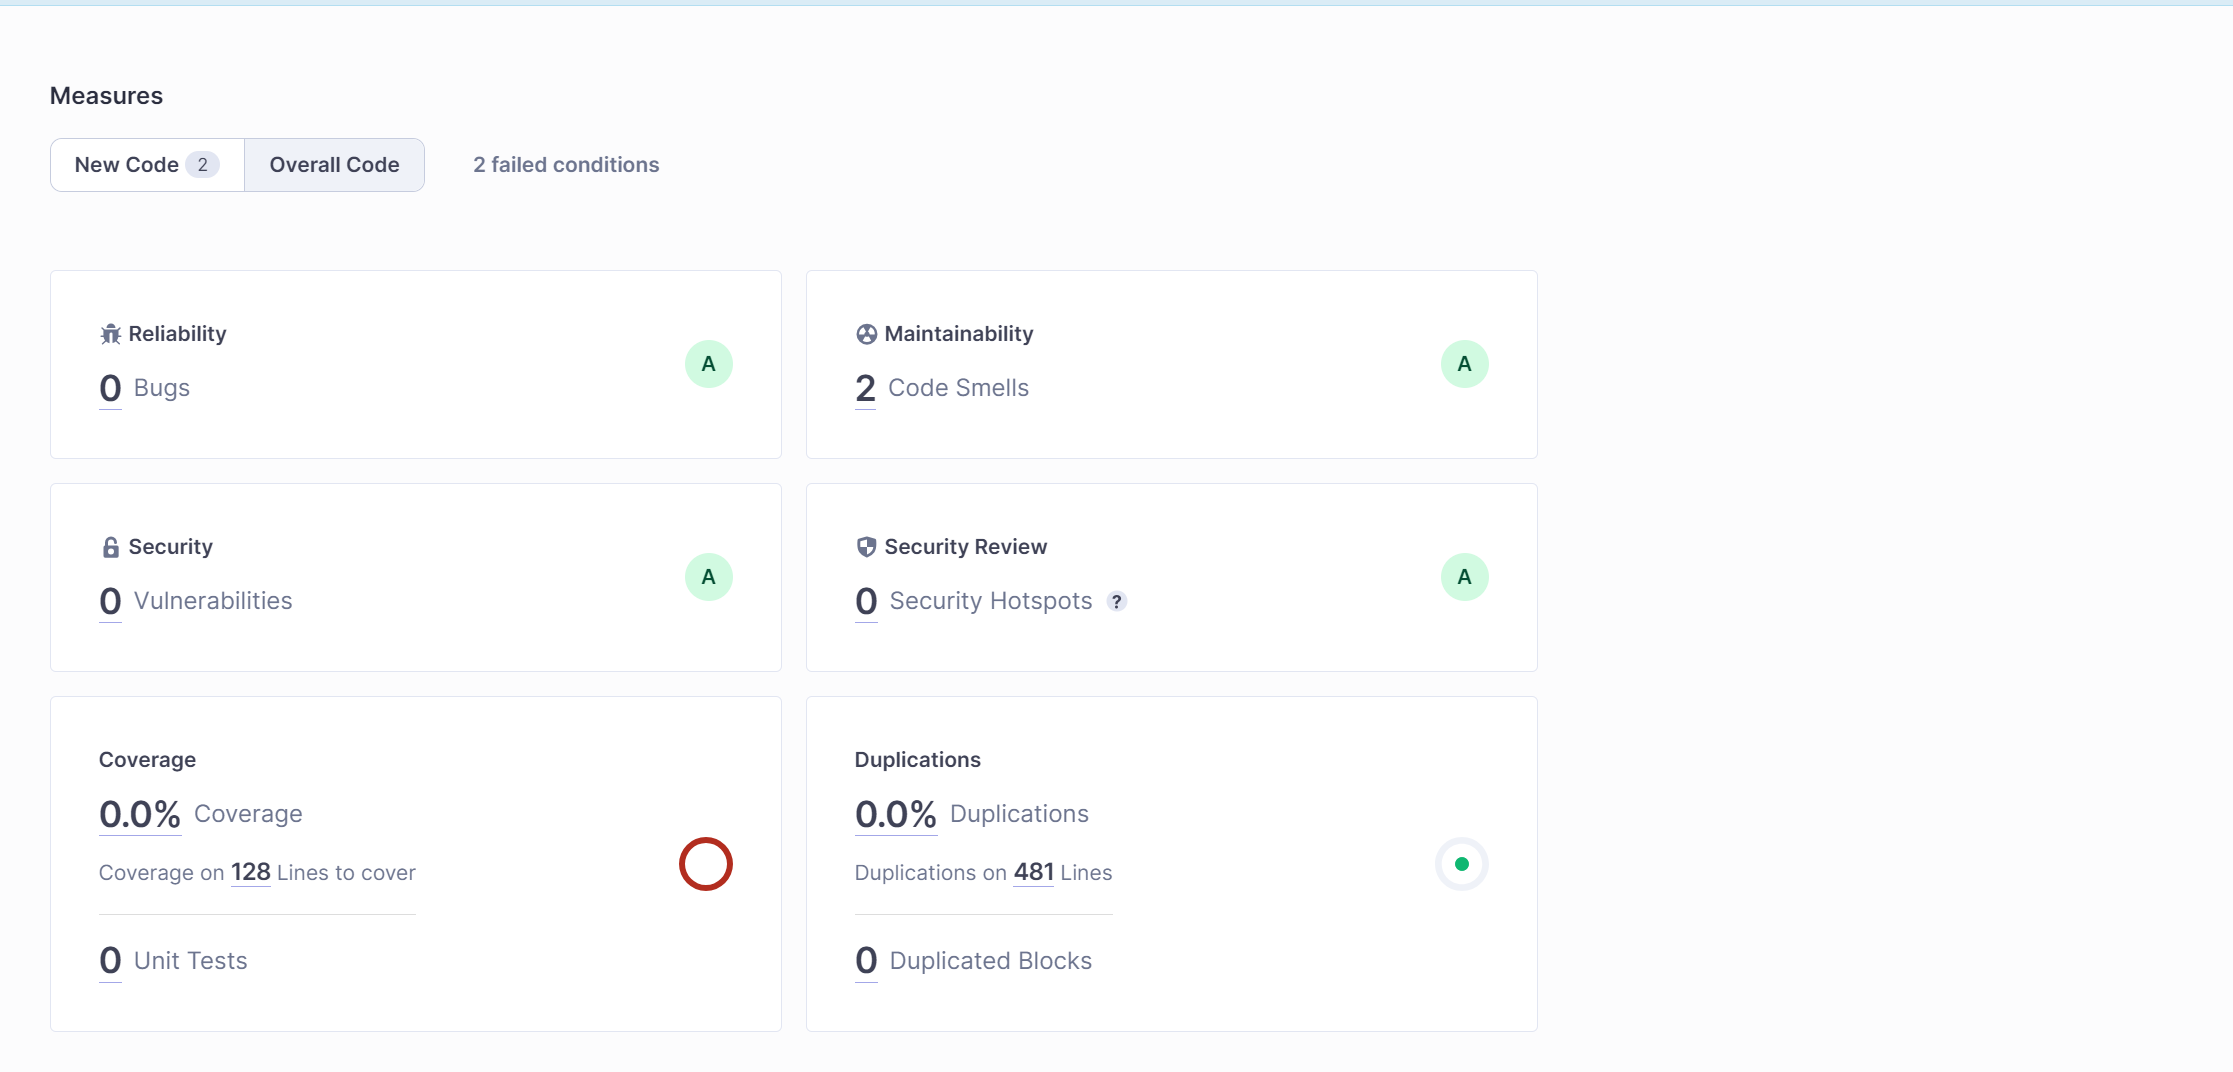 Measures
New Code 2 Overall Code 2 failed conditions
Reliability
0 Bugs
A
Maintainability
2 Code Smells
A
Security
0 Vulnerabilities
A
Security Review
0 Security Hotspots ?
A
Coverage
0.0% Coverage
Coverage on 128 Lines to cover
0 Unit Tests
Duplications
0.0% Duplications
Duplications on 481 Lines
0 Duplicated Blocks